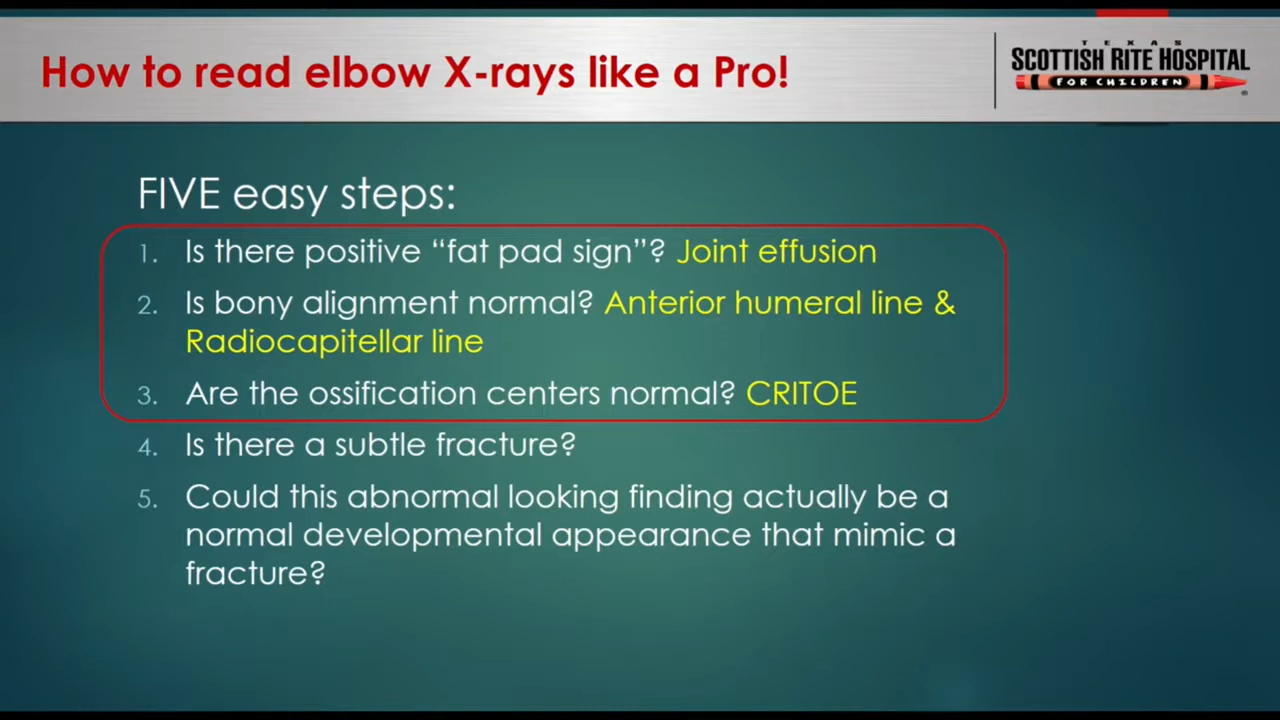 How to read elbow X-rays like a Pro!
TEXAS
SCOTTISH RITE HOSPITAL
FOR CHILDREN
®
FIVE easy steps:
1. Is there positive “fat pad sign”? Joint effusion
2. Is bony alignment normal? Anterior humeral line &
Radiocapitellar line
3. Are the ossification centers normal? CRITOE
4. Is there a subtle fracture?
5. Could this abnormal looking finding actually be a
normal developmental appearance that mimic a
fracture?